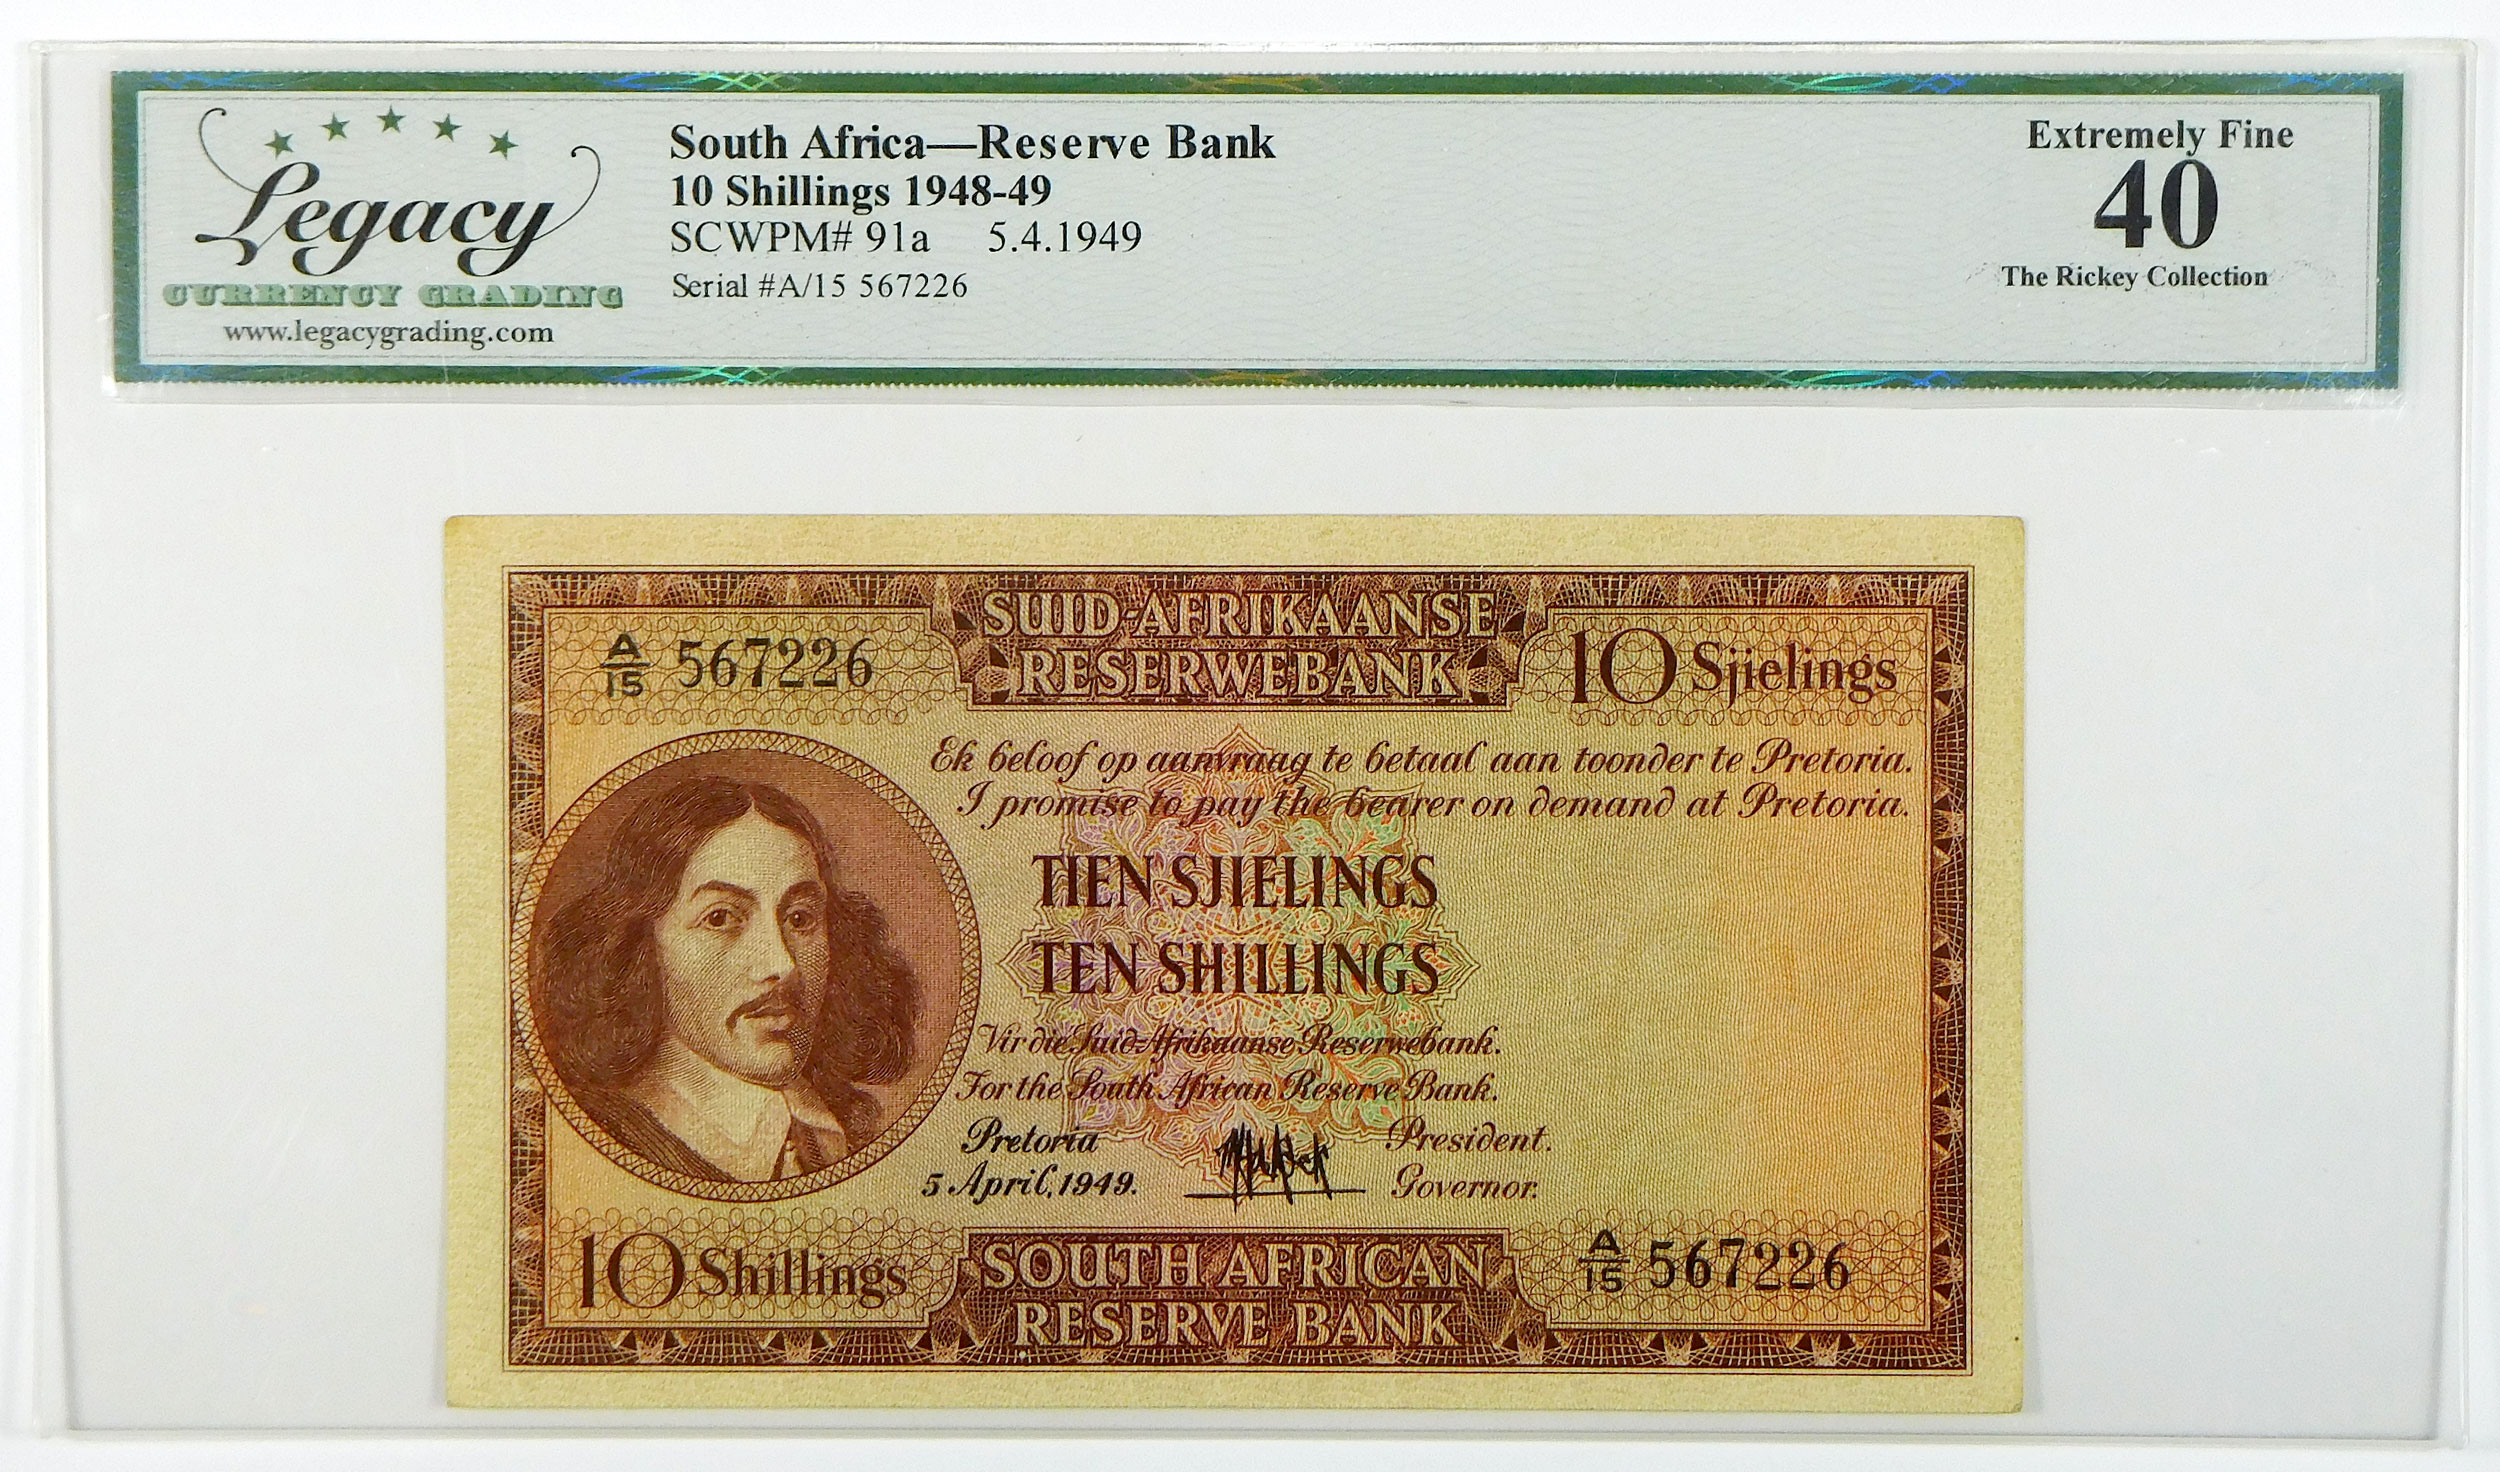 Legacy
CURRENCY GRADING
www.legacygrading.com
South Africa—Reserve Bank
10 Shillings 1948-49
SCWPM# 91a 5.4.1949
Serial #A/15 567226
Extremely Fine
40
The Rickey Collection
SUID-AFRIKAANSE
RESERWEBANK
A/15 567226
10 Sjielings
Ek beloof op aanvraag te betaal aan toonder te Pretoria.
I promise to pay the bearer on demand at Pretoria.
TIEN SJIELINGS
TEN SHILLINGS
Vir die Suid-Afrikaanse Reserwebank.
For the South African Reserve Bank.
Pretoria
President.
5 April, 1949.
Governor.
10 Shillings
SOUTH AFRICAN
RESERVE BANK
A/15 567226